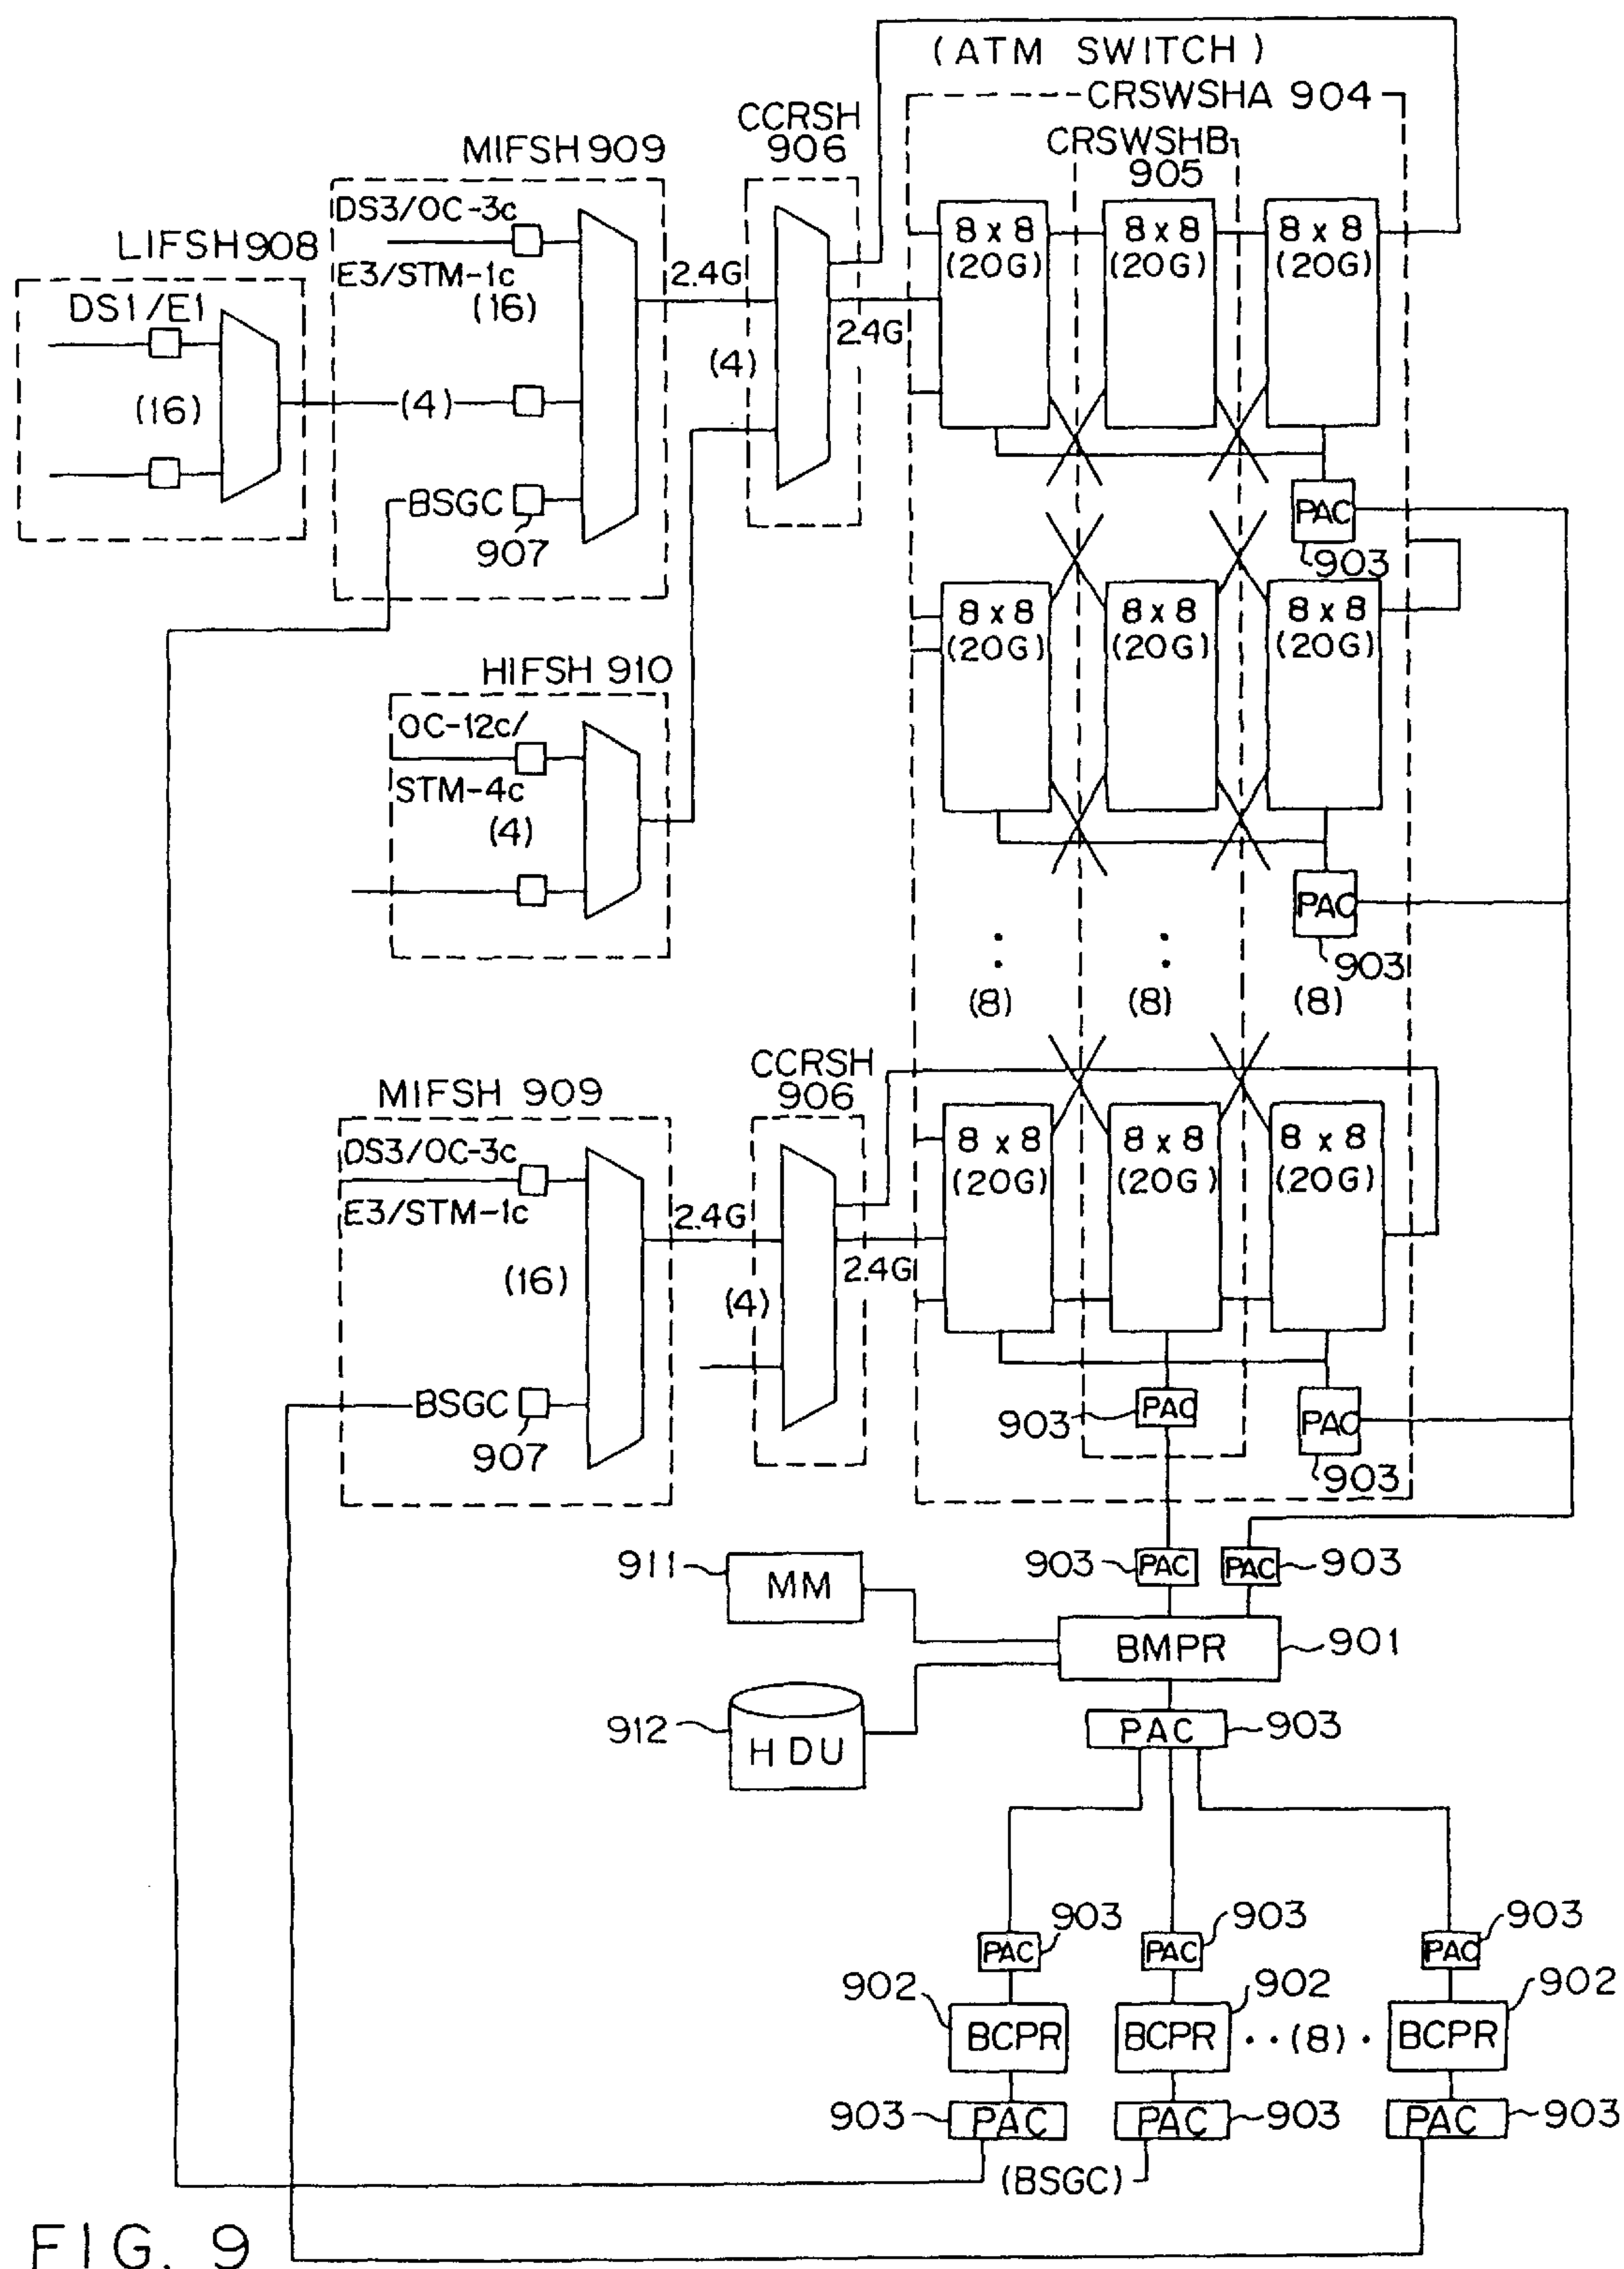 (ATM SWITCH)
CRSWSHA 904
CCRSH
906
CRSWSHB
905
MIFSH 909
DS3/OC-3c
E3/STM-1c
(16)
2.4G
(4)
2.4G
8 x 8
(20G)
8 x 8
(20G)
8 x 8
(20G)
LIFSH 908
DS1/E1
(16)
(4)
BSGC
907
PAC
903
8 x 8
(20G)
8 x 8
(20G)
8 x 8
(20G)
HIFSH 910
OC-12c/
STM-4c
(4)
PAC
903
(8)
(8)
(8)
CCRSH
906
MIFSH 909
DS3/OC-3c
E3/STM-1c
(16)
2.4G
(4)
2.4G
8 x 8
(20G)
8 x 8
(20G)
8 x 8
(20G)
BSGC
907
903
PAC
PAC
903
911
MM
903
PAC
PAC
903
BMPR
901
912
HDU
PAC
903
903
PAC
903
PAC
903
PAC
902
BCPR
902
BCPR
(8)
902
BCPR
903
PAC
PAC
903
PAC
903
(BSGC)
FIG. 9